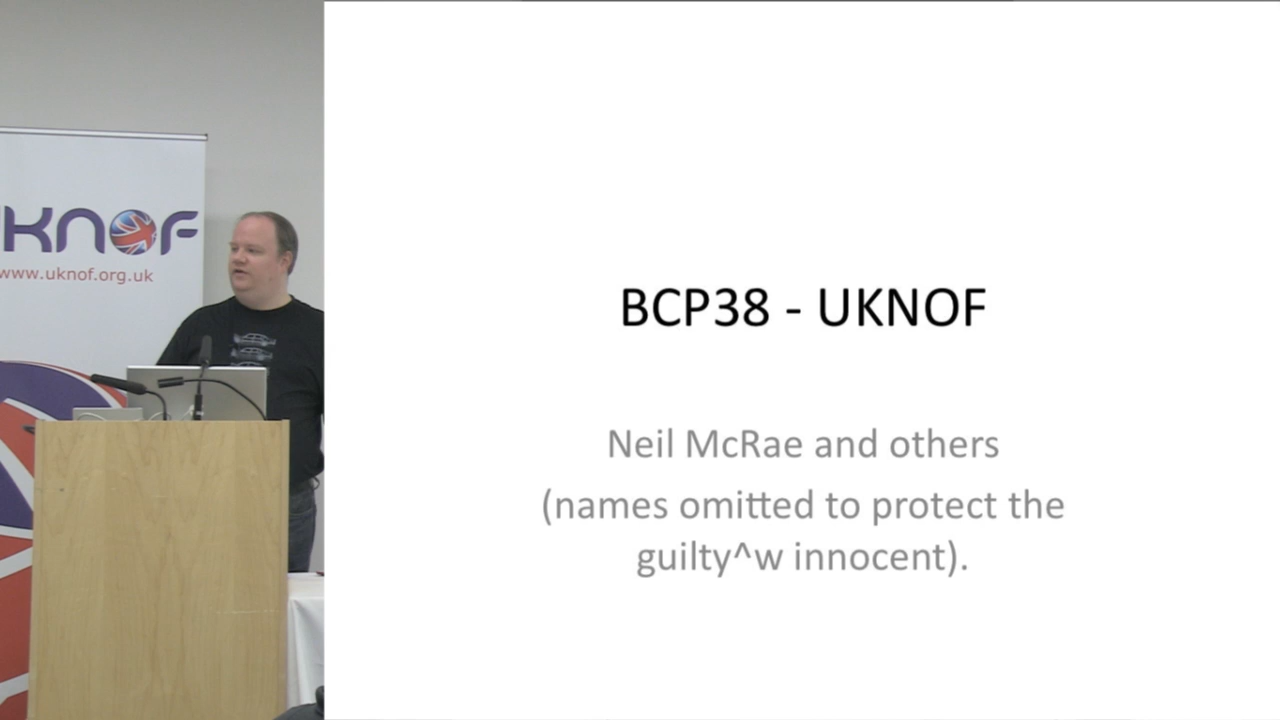 UKNOF
www.uknof.org.uk
BCP38 - UKNOF
Neil McRae and others
(names omitted to protect the
guilty^w innocent).